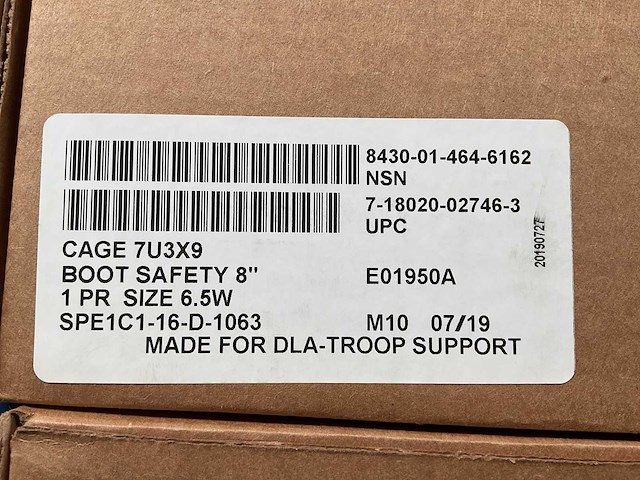 8430-01-464-6162
NSN
7-18020-02746-3
UPC
20190727
CAGE 7U3X9
BOOT SAFETY 8" E01950A
1 PR SIZE 6.5W
SPE1C1-16-D-1063 M10 07/19
MADE FOR DLA-TROOP SUPPORT